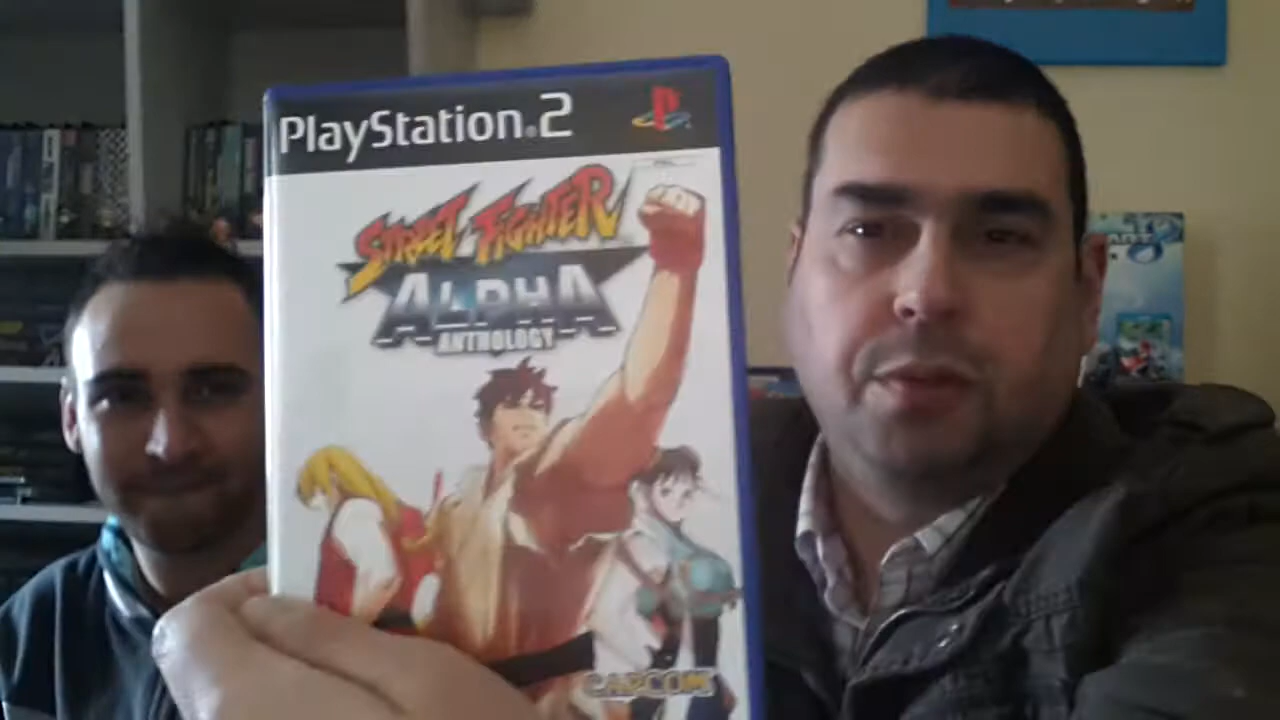 PlayStation.2
STREET FIGHTER
ALPHA
ANTHOLOGY
CAPCOM